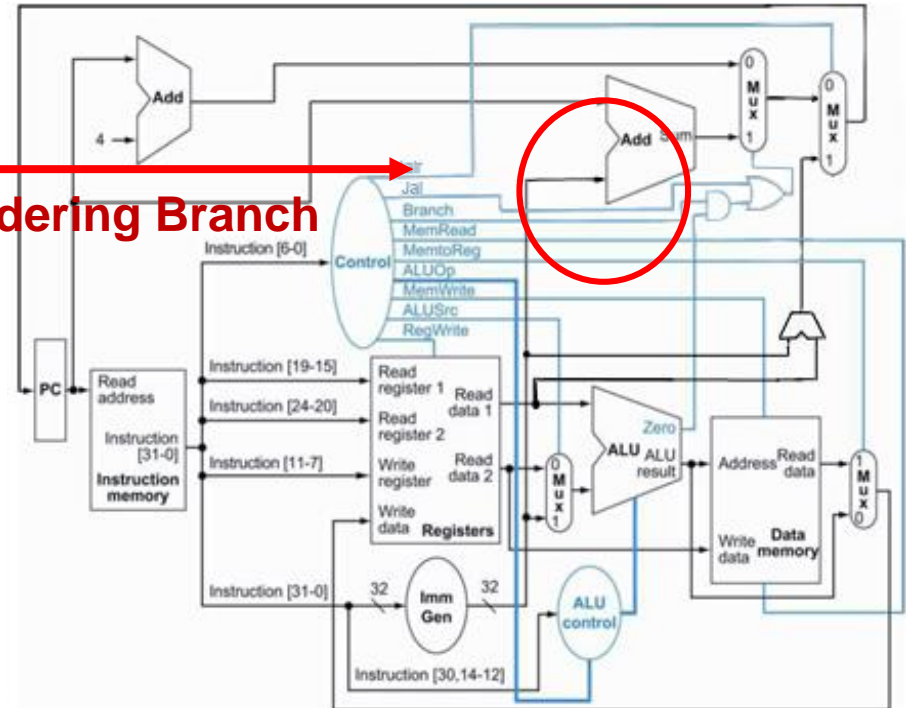 0
M
u
x
1
0
M
u
x
1
Add
4
Add
Sum
Jal
Branch
MemRead
MemtoReg
ALUOp
MemWrite
ALUSrc
RegWrite
dering Branch
Instruction [6-0]
Control
PC
Read
address
Instruction
[31-0]
Instruction
memory
Instruction [19-15]
Instruction [24-20]
Instruction [11-7]
Read
register 1
Read
data 1
Read
register 2
Write
register
Read
data 2
Write
data
Registers
0
M
u
x
1
Zero
ALU
ALU
result
Address
Read
data
Write
data
Data
memory
1
M
u
x
0
Instruction [31-0]
32
Imm
Gen
32
ALU
control
Instruction [30,14-12]